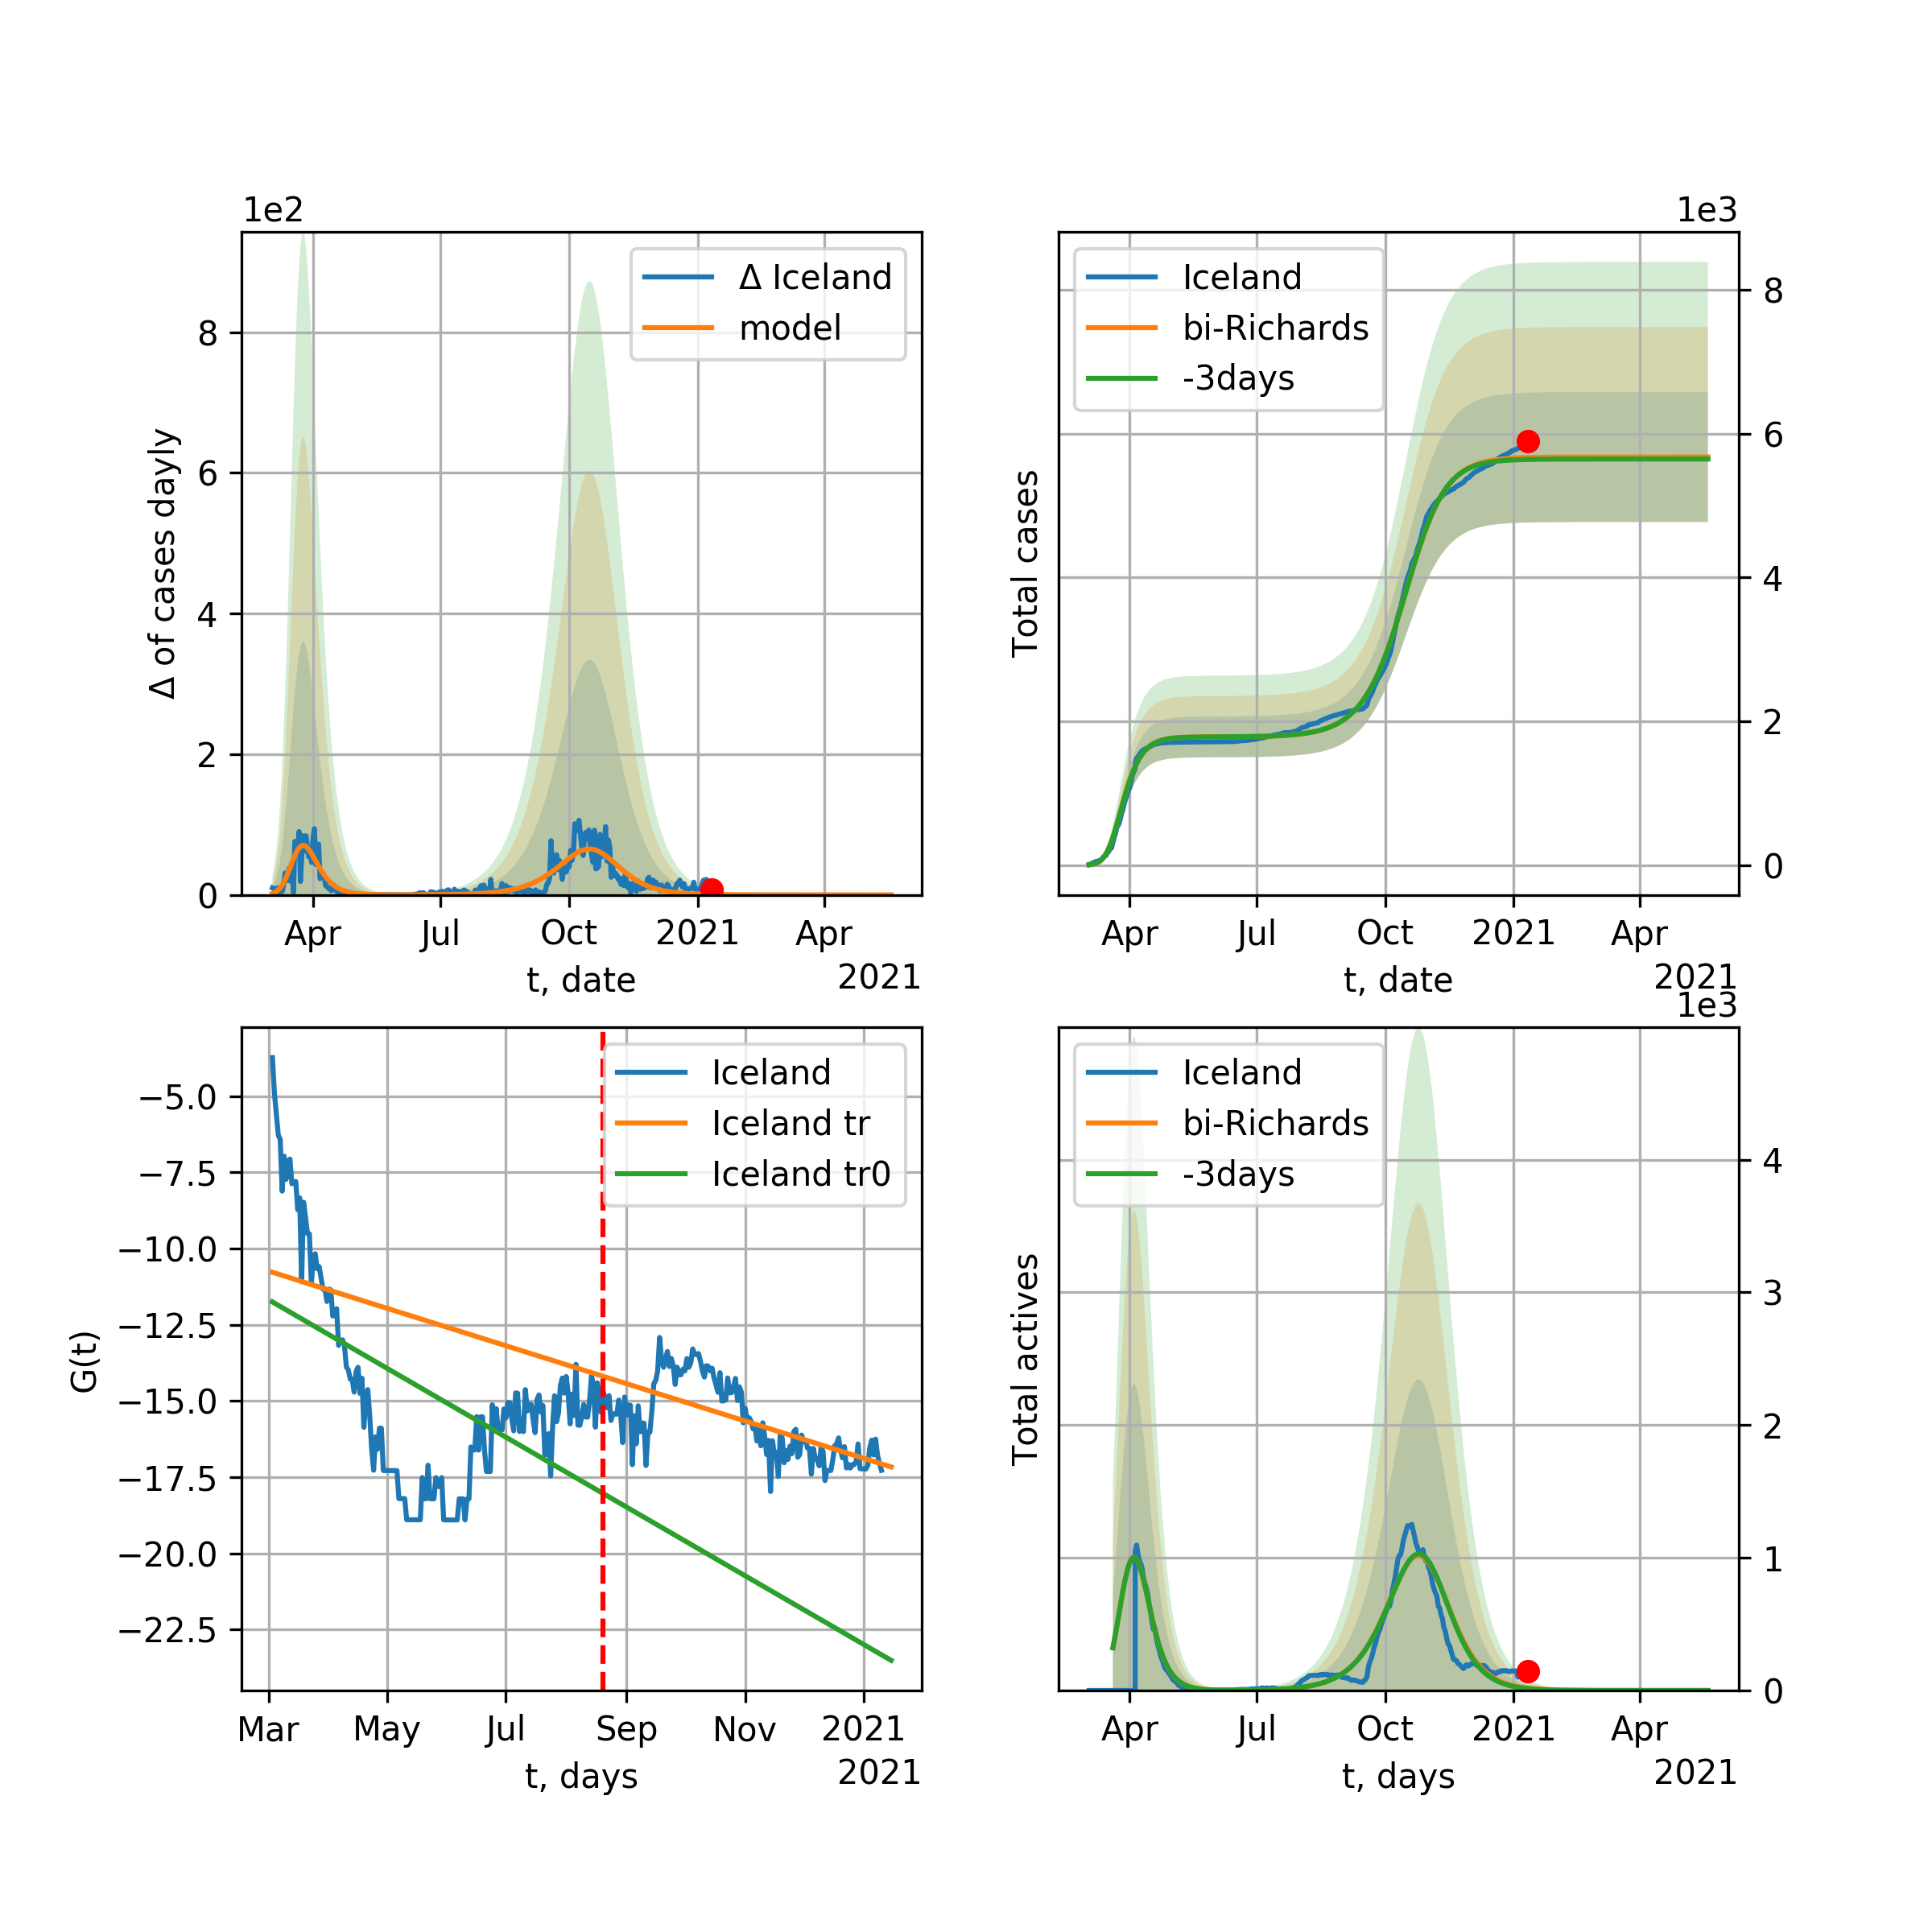 1e2
Δ of cases dayly
8
6
4
2
0
Δ Iceland
model
Apr Jul Oct 2021 Apr
t, date
2021
1e3
Total cases
Iceland
bi-Richards
-3days
8
6
4
2
0
Apr Jul Oct 2021 Apr
t, date
2021
G(t)
−5.0
−7.5
−10.0
−12.5
−15.0
−17.5
−20.0
−22.5
Iceland
Iceland tr
Iceland tr0
Mar May Jul Sep Nov 2021
t, days
2021
1e3
Total actives
Iceland
bi-Richards
-3days
4
3
2
1
0
Apr Jul Oct 2021 Apr
t, days
2021